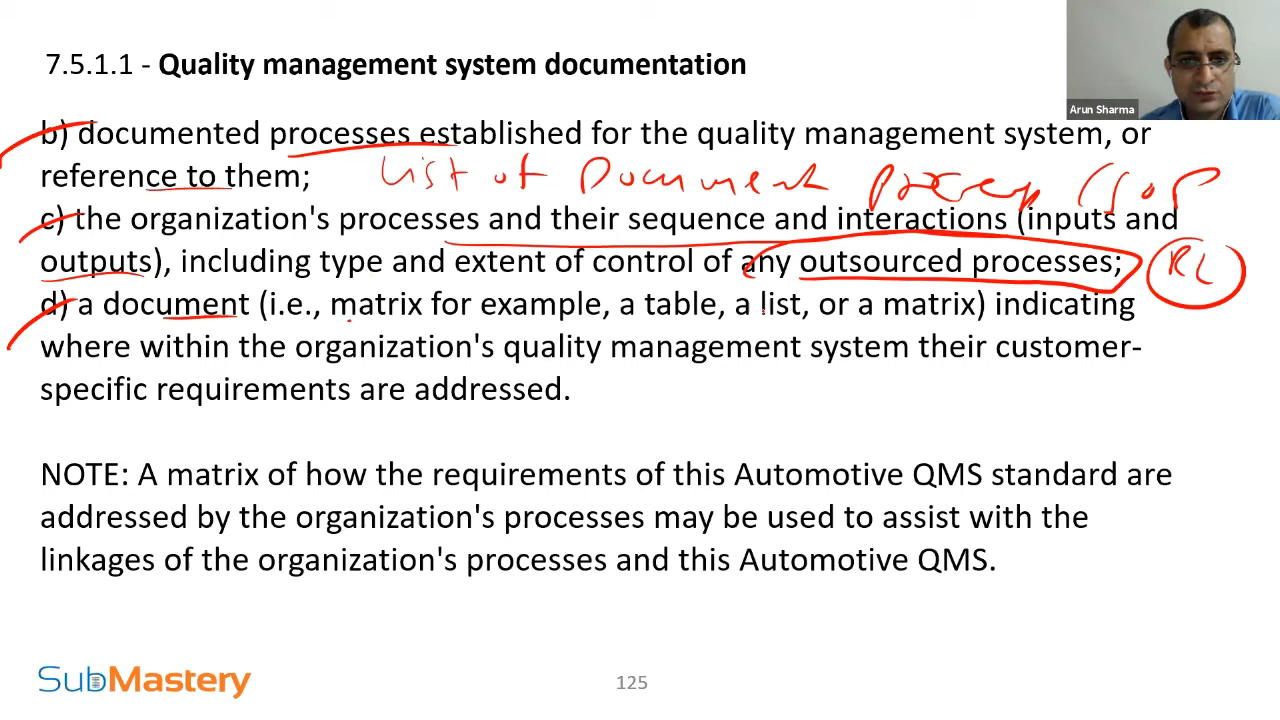 7.5.1.1 - Quality management system documentation
Arun Sharma
b) documented processes established for the quality management system, or
reference to them;
List of Document
c) the organization's processes and their sequence and interactions (inputs and
outputs), including type and extent of control of any outsourced processes;
RL
d) a document (i.e., matrix for example, a table, a list, or a matrix) indicating
where within the organization's quality management system their customer-
specific requirements are addressed.
NOTE: A matrix of how the requirements of this Automotive QMS standard are
addressed by the organization's processes may be used to assist with the
linkages of the organization's processes and this Automotive QMS.
SubMastery
125